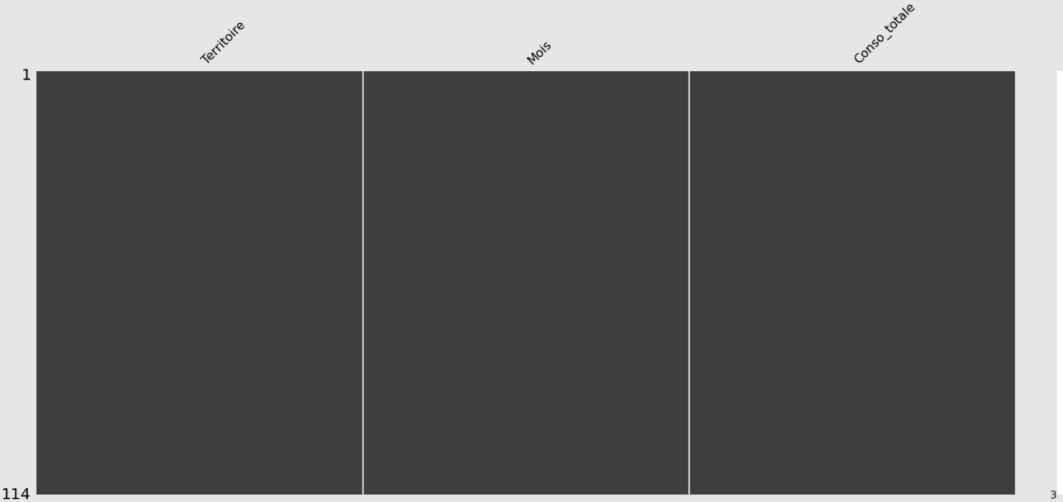 Territoire
Mois
Conso_totale
1
114
3